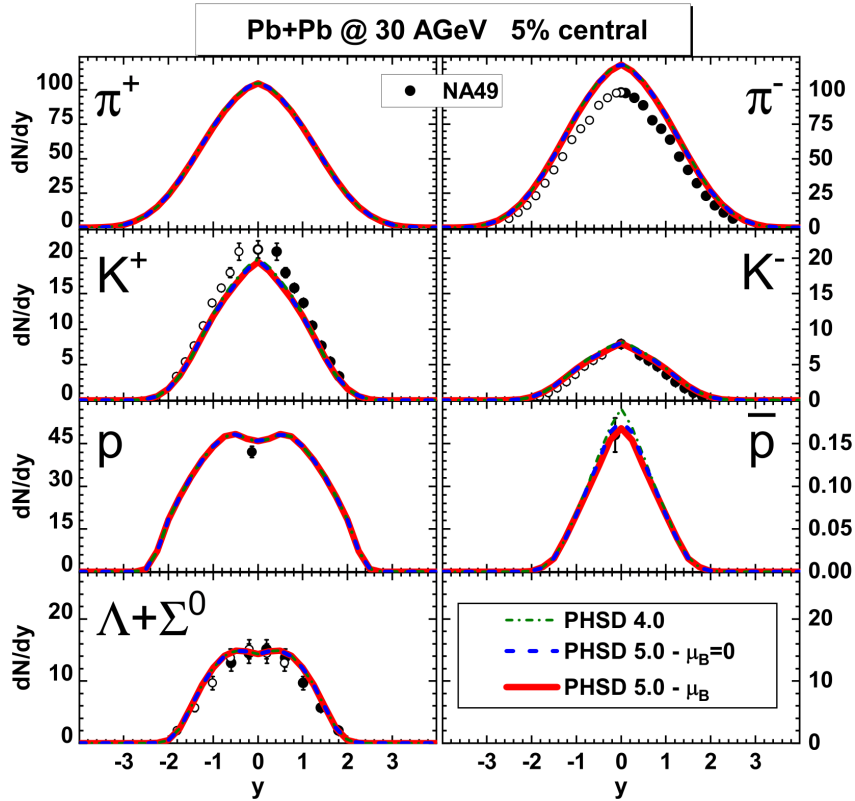 Pb+Pb @ 30 AGeV 5% central
π⁺
NA49
π⁻
dN/dy
100
75
50
25
0
100
75
50
25
0
K⁺
K⁻
dN/dy
20
15
10
5
0
20
15
10
5
0
p
p̅
dN/dy
45
30
15
0
0.15
0.10
0.05
0.00
Λ+Σ⁰
dN/dy
20
10
0
PHSD 4.0
PHSD 5.0 - μ_B=0
PHSD 5.0 - μ_B
20
10
0
-3 -2 -1 0 1 2 3
-3 -2 -1 0 1 2 3
y
y